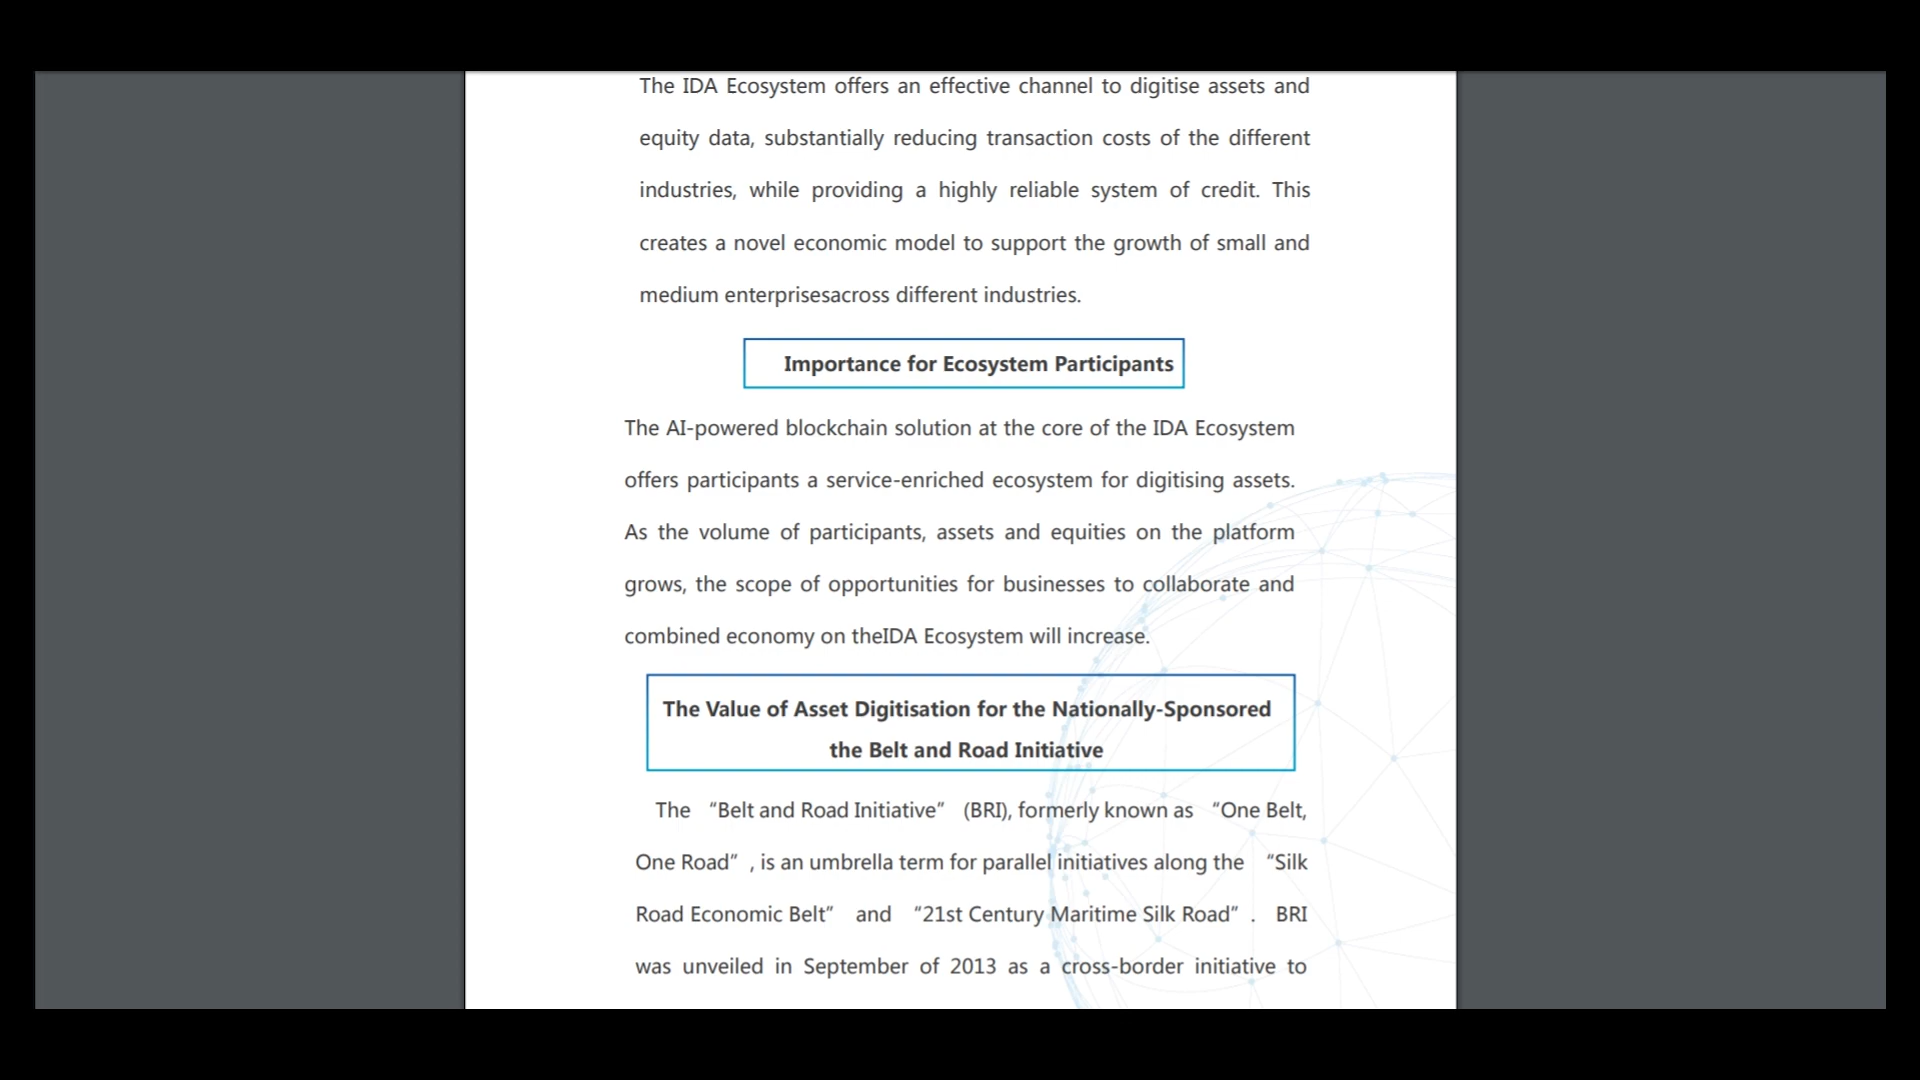 The IDA Ecosystem offers an effective channel to digitise assets and
equity data, substantially reducing transaction costs of the different
industries, while providing a highly reliable system of credit. This
creates a novel economic model to support the growth of small and
medium enterprisesacross different industries.
Importance for Ecosystem Participants
The AI-powered blockchain solution at the core of the IDA Ecosystem
offers participants a service-enriched ecosystem for digitising assets.
As the volume of participants, assets and equities on the platform
grows, the scope of opportunities for businesses to collaborate and
combined economy on theIDA Ecosystem will increase.
The Value of Asset Digitisation for the Nationally-Sponsored
the Belt and Road Initiative
The “Belt and Road Initiative” (BRI), formerly known as “One Belt,
One Road” , is an umbrella term for parallel initiatives along the “Silk
Road Economic Belt” and “21st Century Maritime Silk Road” . BRI
was unveiled in September of 2013 as a cross-border initiative to